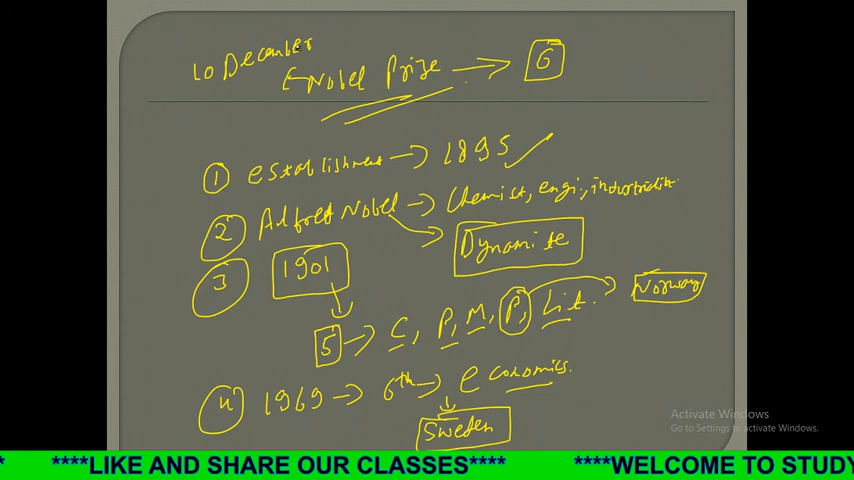 10 December
Nobel Prize → 6
1 establishment → 1895 ✓
2 Alfret Nobel → Chemist, engi., industrialist
Dynamite
3 1901
5 → C, P, M, P, Lit. Norway
4 1969 → 6th → economics.
Sweden
Activate Windows
Go to Settings to activate Windows.
* ****LIKE AND SHARE OUR CLASSES**** ****WELCOME TO STUDY